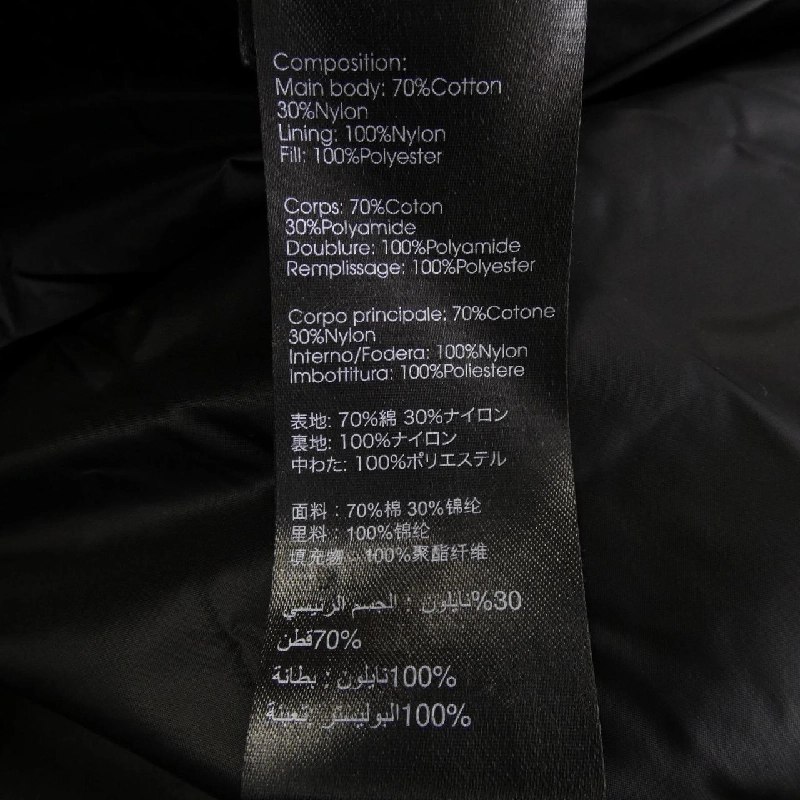 Composition:
Main body: 70%Cotton
30%Nylon
Lining: 100%Nylon
Fill: 100%Polyester
Corps: 70%Coton
30%Polyamide
Doublure: 100%Polyamide
Remplissage: 100%Polyester
Corpo principale: 70%Cotone
30%Nylon
Interno/Fodera: 100%Nylon
Imbottitura: 100%Poliestere
表地: 70%綿 30%ナイロン
裏地: 100%ナイロン
中わた: 100%ポリエステル
面料：70%棉 30%锦纶
里料：100%锦纶
填充物：100%聚酯纤维
30%نايلون : الجسم الرئيسي
70%قطن
100%نايلون : بطانة
100%البوليستر :تعبئة